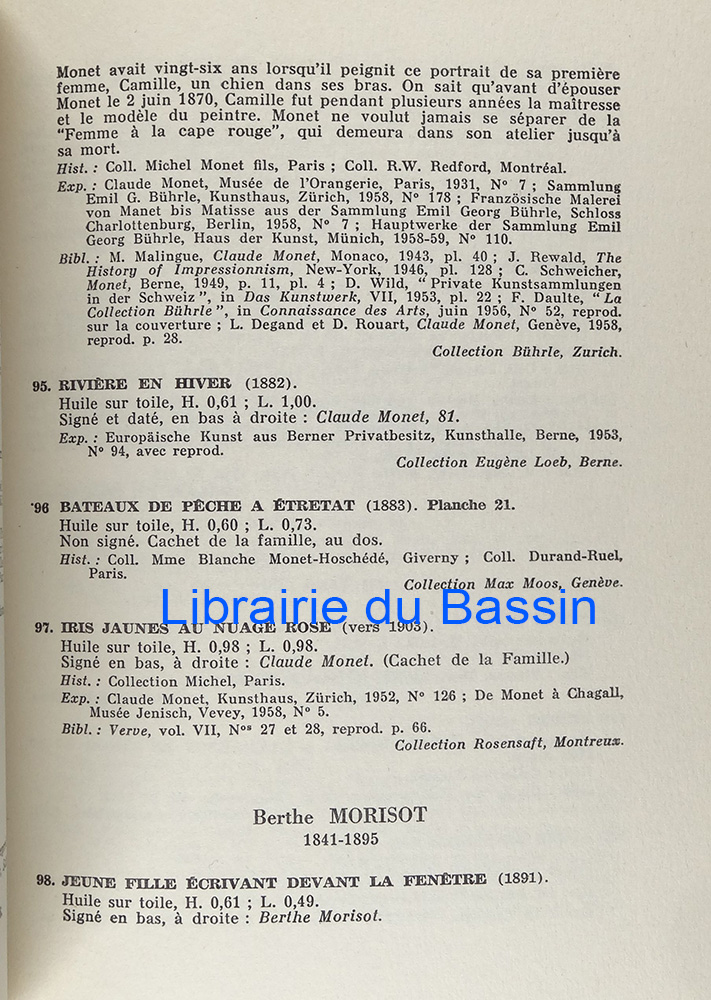 Monet avait vingt-six ans lorsqu'il peignit ce portrait de sa première
femme, Camille, un chien dans ses bras. On sait qu'avant d'épouser
Monet le 2 juin 1870, Camille fut pendant plusieurs années la maîtresse
et le modèle du peintre. Monet ne voulut jamais se séparer de la
"Femme à la cape rouge", qui demeura dans son atelier jusqu'à
sa mort.
Hist. : Coll. Michel Monet fils, Paris ; Coll. R.W. Redford, Montréal.
Exp. : Claude Monet, Musée de l'Orangerie, Paris, 1931, N° 7 ; Sammlung
Emil G. Bührle, Kunsthaus, Zürich, 1958, N° 178 ; Französische Malerei
von Manet bis Matisse aus der Sammlung Emil Georg Bührle, Schloss
Charlottenburg, Berlin, 1958, N° 7 ; Hauptwerke der Sammlung Emil
Georg Bührle, Haus der Kunst, Münich, 1958-59, N° 110.
Bibl. : M. Malingue, Claude Monet, Monaco, 1943, pl. 40 ; J. Rewald, The
History of Impressionnism, New-York, 1946, pl. 128 ; C. Schweicher,
Monet, Berne, 1949, p. 11, pl. 4 ; D. Wild, "Private Kunstsammlungen
in der Schweiz", in Das Kunstwerk, VII, 1953, pl. 22 ; F. Daulte, "La
Collection Bührle", in Connaissance des Arts, juin 1956, N° 52, reprod.
sur la couverture ; L. Degand et D. Rouart, Claude Monet, Genève, 1958,
reprod. p. 28.
Collection Bührle, Zurich.
95. RIVIÈRE EN HIVER (1882).
Huile sur toile, H. 0,61 ; L. 1,00.
Signé et daté, en bas à droite : Claude Monet, 81.
Exp. : Europäische Kunst aus Berner Privatbesitz, Kunsthalle, Berne, 1953,
N° 94, avec reprod.
Collection Eugène Loeb, Berne.
96 BATEAUX DE PÊCHE A ÉTRETAT (1883). Planche 21.
Huile sur toile, H. 0,60 ; L. 0,73.
Non signé. Cachet de la famille, au dos.
Hist. : Coll. Mme Blanche Monet-Hoschédé, Giverny ; Coll. Durand-Ruel,
Paris.
Collection Max Moos, Genève.
Librairie du Bassin
97. IRIS JAUNES AU NUAGE ROSE (vers 1903).
Huile sur toile, H. 0,98 ; L. 0,98.
Signé en bas, à droite : Claude Monet. (Cachet de la Famille.)
Hist. : Collection Michel, Paris.
Exp. : Claude Monet, Kunsthaus, Zürich, 1952, N° 126 ; De Monet à Chagall,
Musée Jenisch, Vevey, 1958, N° 5.
Bibl. : Verve, vol. VII, Nos 27 et 28, reprod. p. 66.
Collection Rosensaft, Montreux.
Berthe MORISOT
1841-1895
98. JEUNE FILLE ÉCRIVANT DEVANT LA FENÊTRE (1891).
Huile sur toile, H. 0,61 ; L. 0,49.
Signé en bas, à droite : Berthe Morisot.